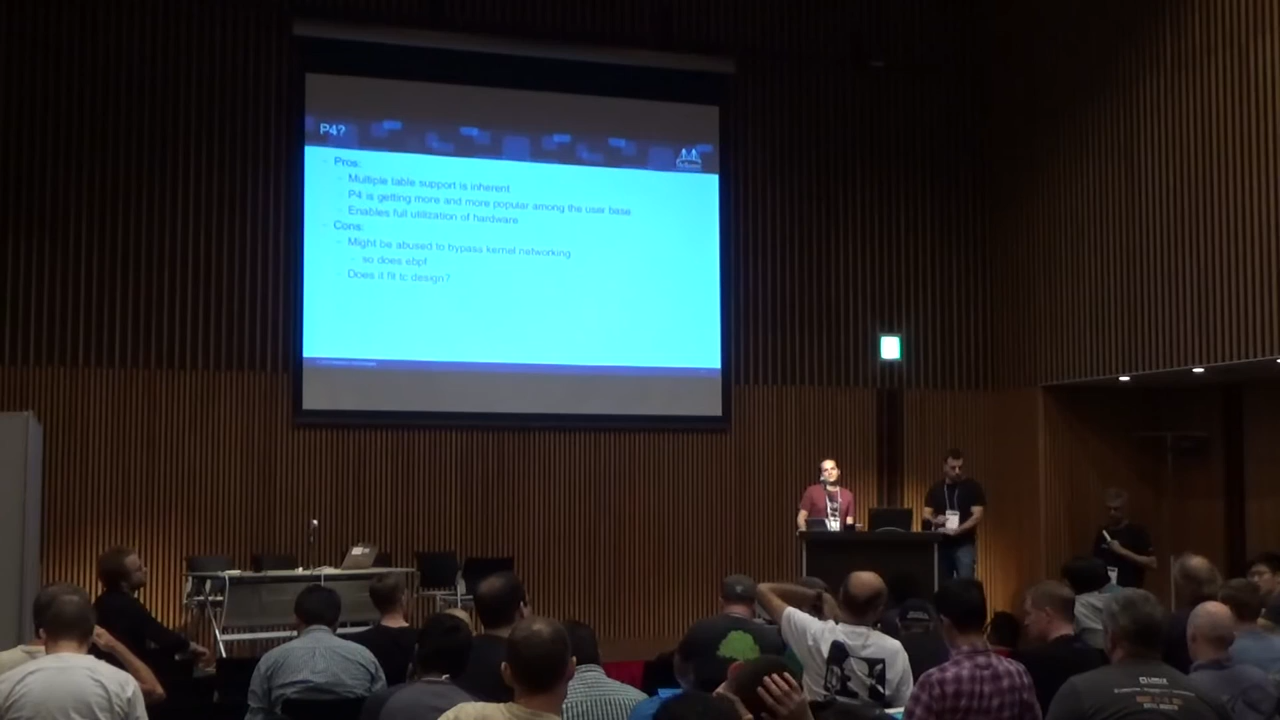 P4?
Pros:
Multiple table support is inherent
P4 is getting more and more popular among the user base
Enables full utilization of hardware
Cons:
Might be abused to bypass kernel networking
so does ebpf
Does it fit tc design?